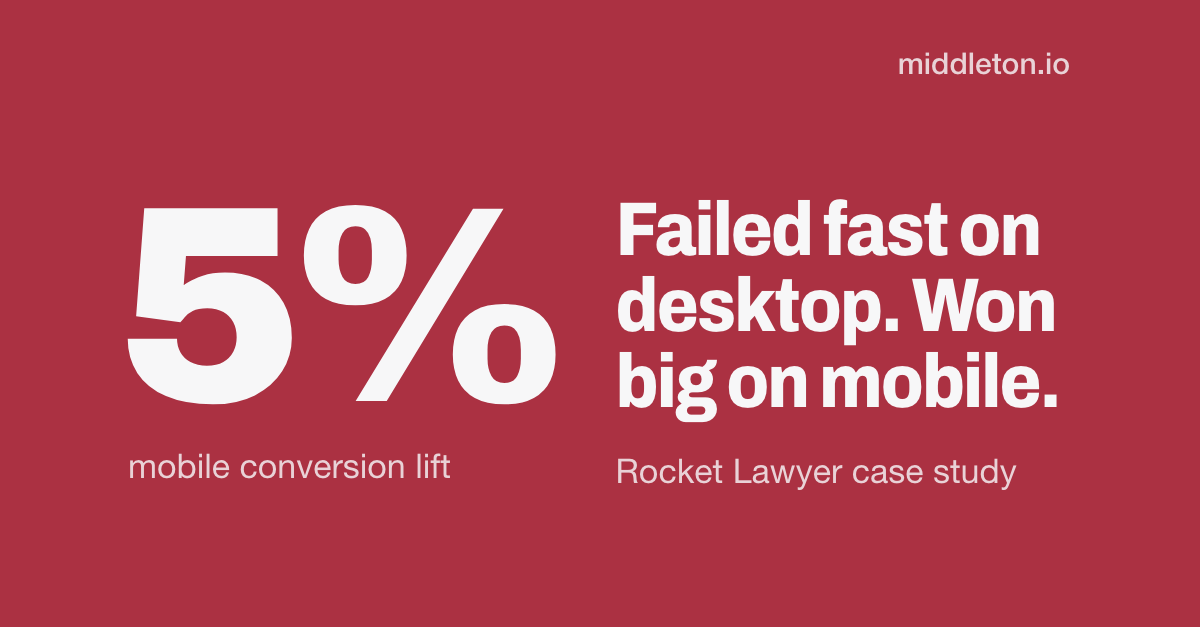 middleton.io
5%
mobile conversion lift
Failed fast on
desktop. Won
big on mobile.
Rocket Lawyer case study